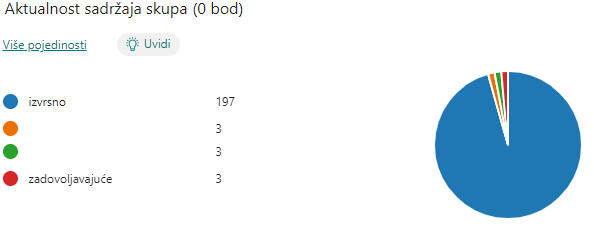 Aktualnost sadržaja skupa (0 bod)
Više pojedinosti Uvidi
izvrsno 197
3
3
zadovoljavajuće 3